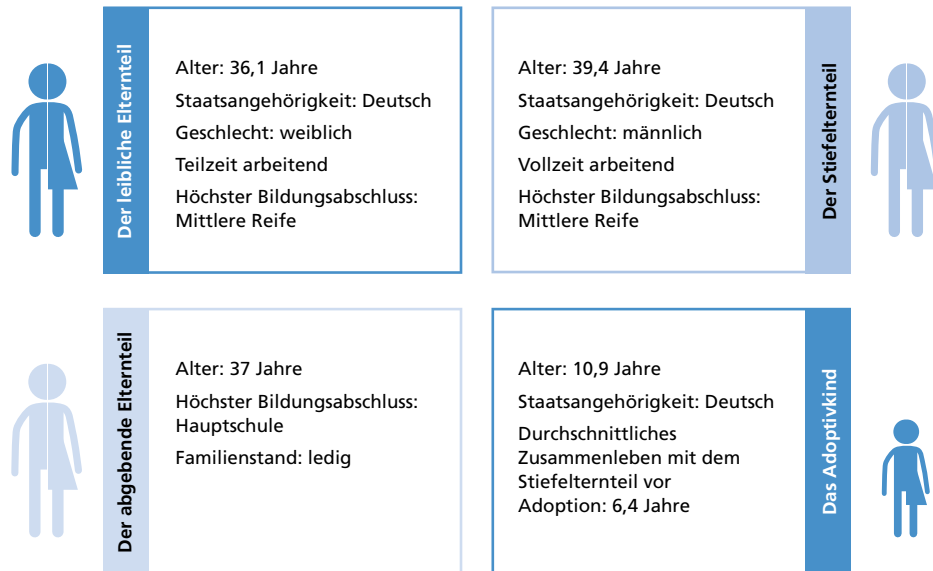 Der leibliche Elternteil
Alter: 36,1 Jahre
Staatsangehörigkeit: Deutsch
Geschlecht: weiblich
Teilzeit arbeitend
Höchster Bildungsabschluss:
Mittlere Reife
Alter: 39,4 Jahre
Staatsangehörigkeit: Deutsch
Geschlecht: männlich
Vollzeit arbeitend
Höchster Bildungsabschluss:
Mittlere Reife
Der Stiefelternteil
Der abgebende Elternteil
Alter: 37 Jahre
Höchster Bildungsabschluss:
Hauptschule
Familienstand: ledig
Alter: 10,9 Jahre
Staatsangehörigkeit: Deutsch
Durchschnittliches
Zusammenleben mit dem
Stiefelternteil vor
Adoption: 6,4 Jahre
Das Adoptivkind